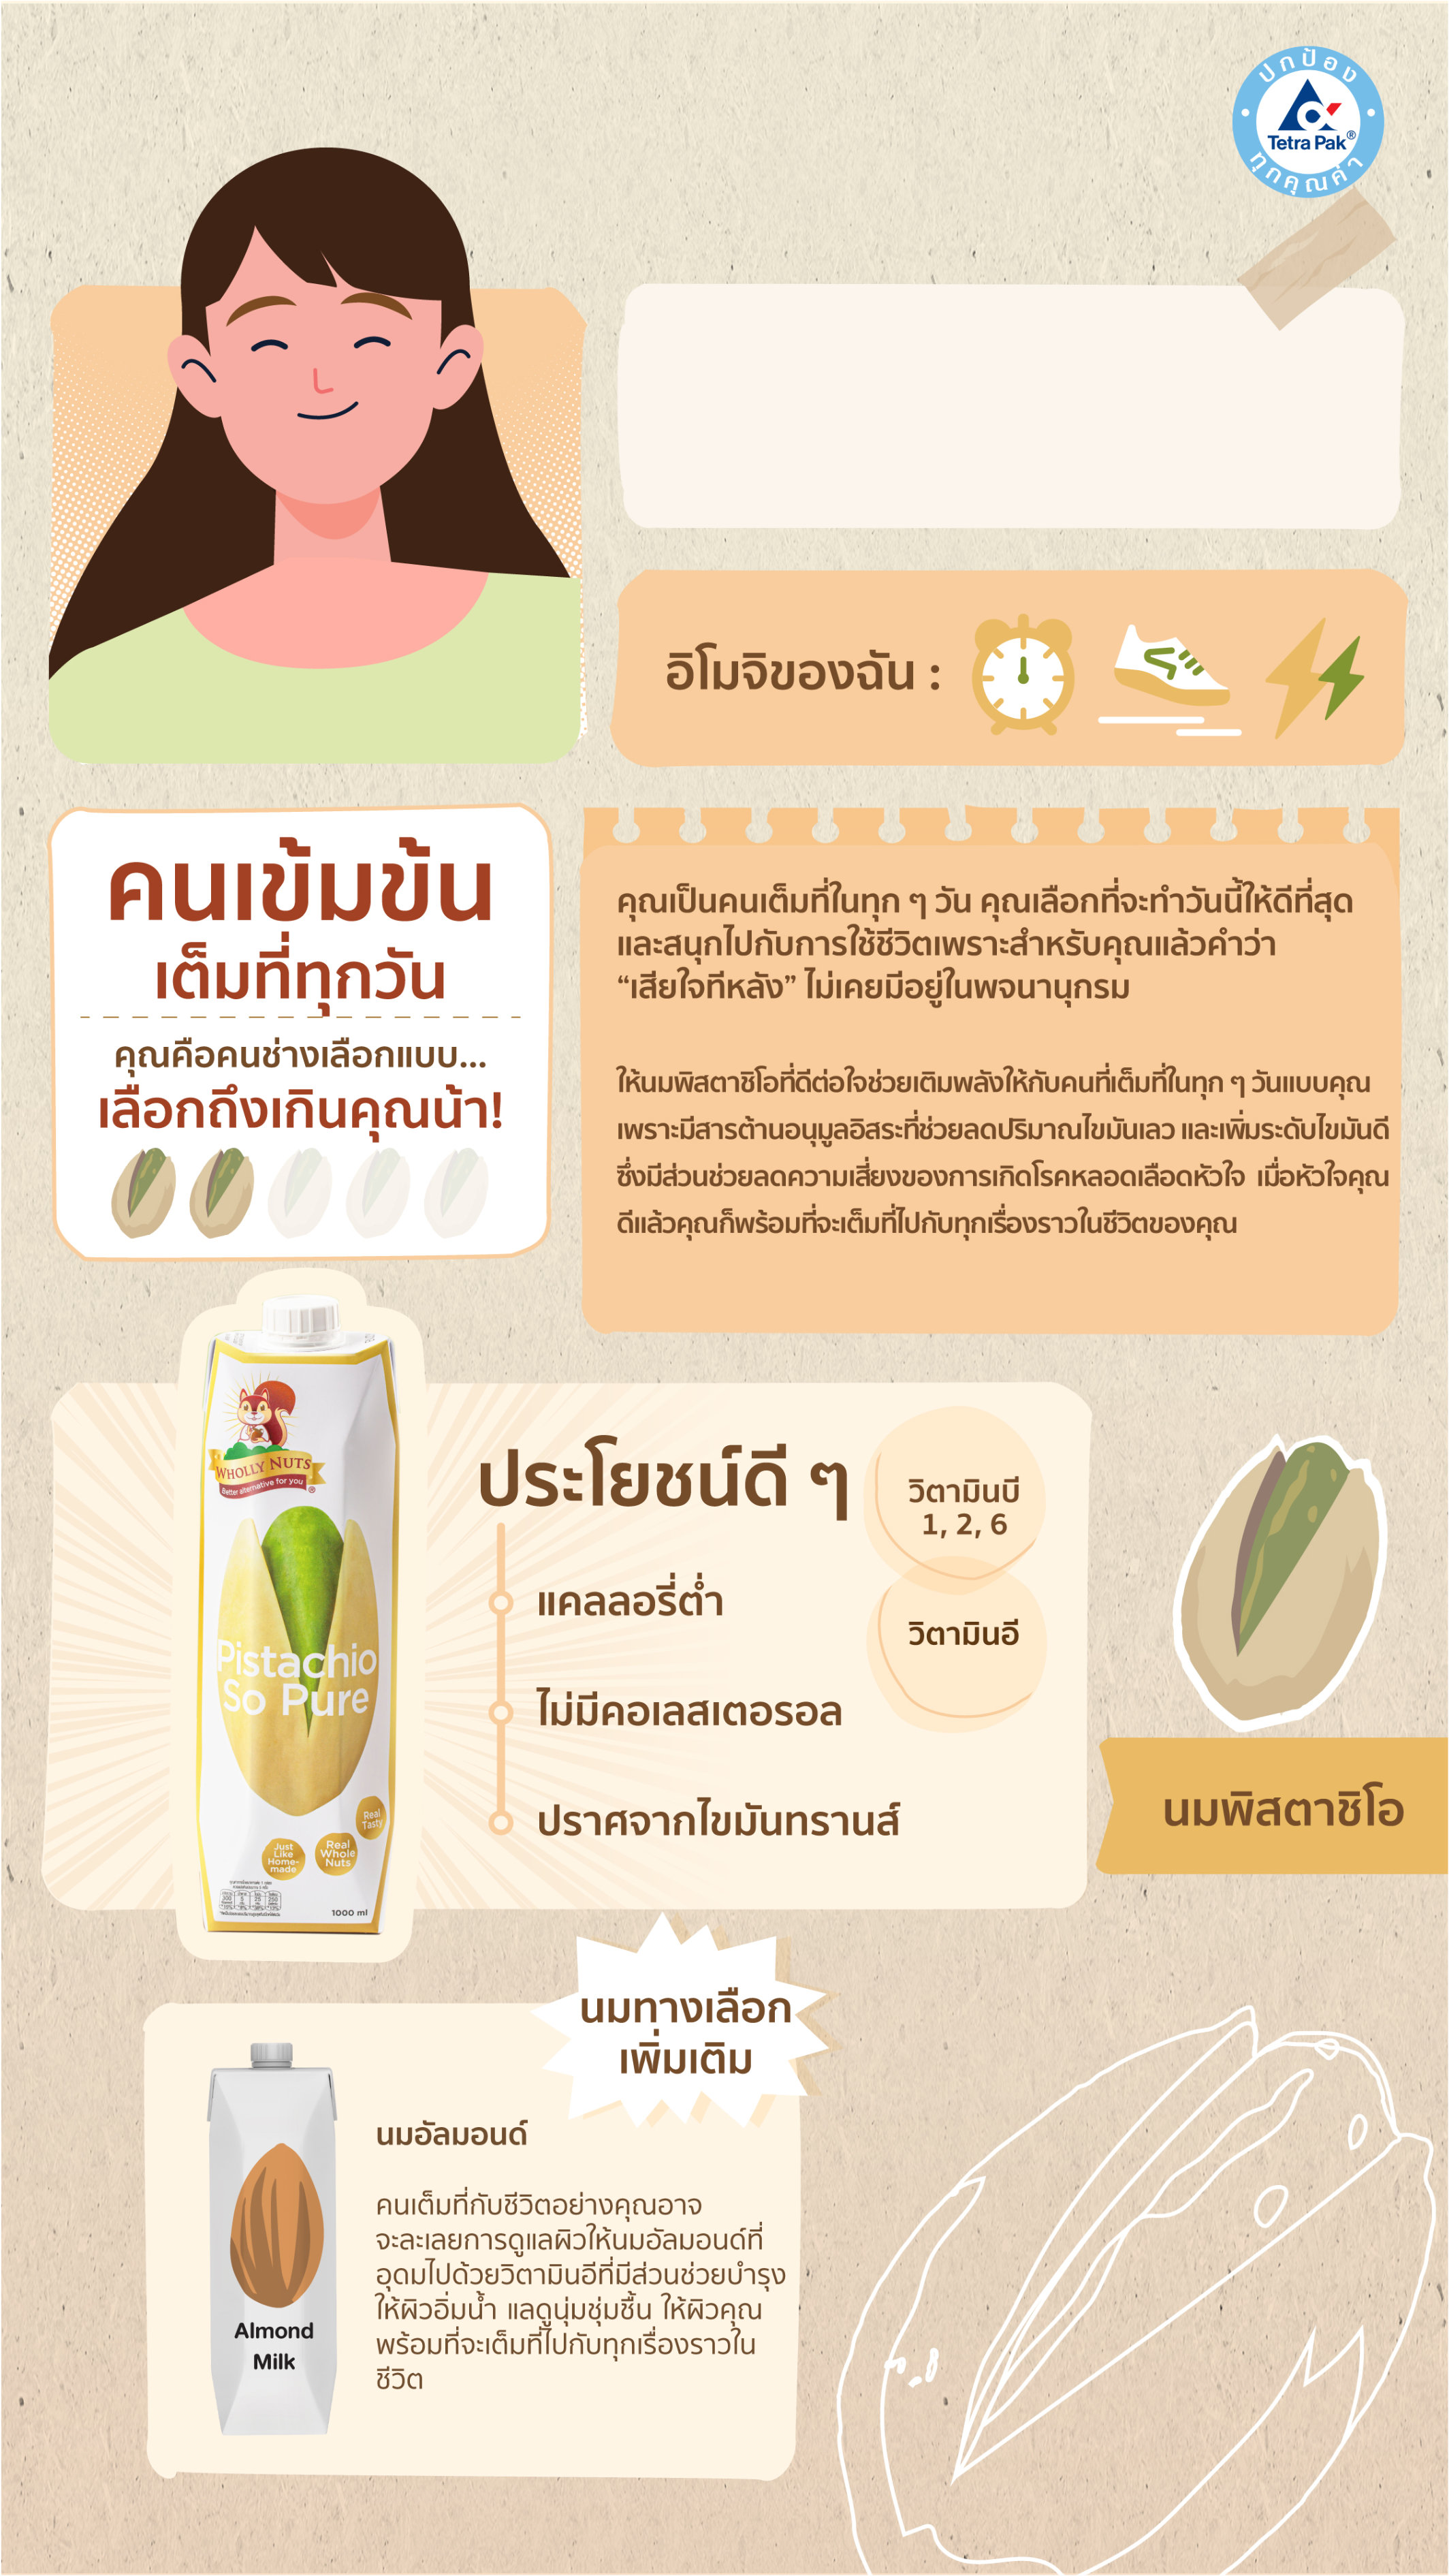 ปกป้อง
Tetra Pak®
ทุกคุณค่า
อิโมจิของฉัน :
คนเข้มข้น
เต็มที่ทุกวัน
คุณคือคนช่างเลือกแบบ...
เลือกถึงเกินคุณน้า!
คุณเป็นคนเต็มที่ในทุก ๆ วัน คุณเลือกที่จะทำวันนี้ให้ดีที่สุด
และสนุกไปกับการใช้ชีวิตเพราะสำหรับคุณแล้วคำว่า
“เสียใจทีหลัง” ไม่เคยมีอยู่ในพจนานุกรม
ให้นมพิสตาชิโอที่ดีต่อใจช่วยเติมพลังให้กับคนที่เต็มที่ในทุก ๆ วันแบบคุณ
เพราะมีสารต้านอนุมูลอิสระที่ช่วยลดปริมาณไขมันเลว และเพิ่มระดับไขมันดี
ซึ่งมีส่วนช่วยลดความเสี่ยงของการเกิดโรคหลอดเลือดหัวใจ เมื่อหัวใจคุณ
ดีแล้วคุณก็พร้อมที่จะเต็มที่ไปกับทุกเรื่องราวในชีวิตของคุณ
WHOLLY NUTS
Better alternative for you ®
Pistachio
So Pure
Real
Tasty
Just
Like
Home-
made
Real
Whole
Nuts
1000 ml
ประโยชน์ดี ๆ
แคลลอรี่ต่ำ
ไม่มีคอเลสเตอรอล
ปราศจากไขมันทรานส์
วิตามินบี
1, 2, 6
วิตามินอี
นมพิสตาชิโอ
นมทางเลือก
เพิ่มเติม
Almond
Milk
นมอัลมอนด์
คนเต็มที่กับชีวิตอย่างคุณอาจ
จะละเลยการดูแลผิวให้นมอัลมอนด์ที่
อุดมไปด้วยวิตามินอีที่มีส่วนช่วยบำรุง
ให้ผิวอิ่มน้ำ แลดูนุ่มชุ่มชื้น ให้ผิวคุณ
พร้อมที่จะเต็มที่ไปกับทุกเรื่องราวใน
ชีวิต